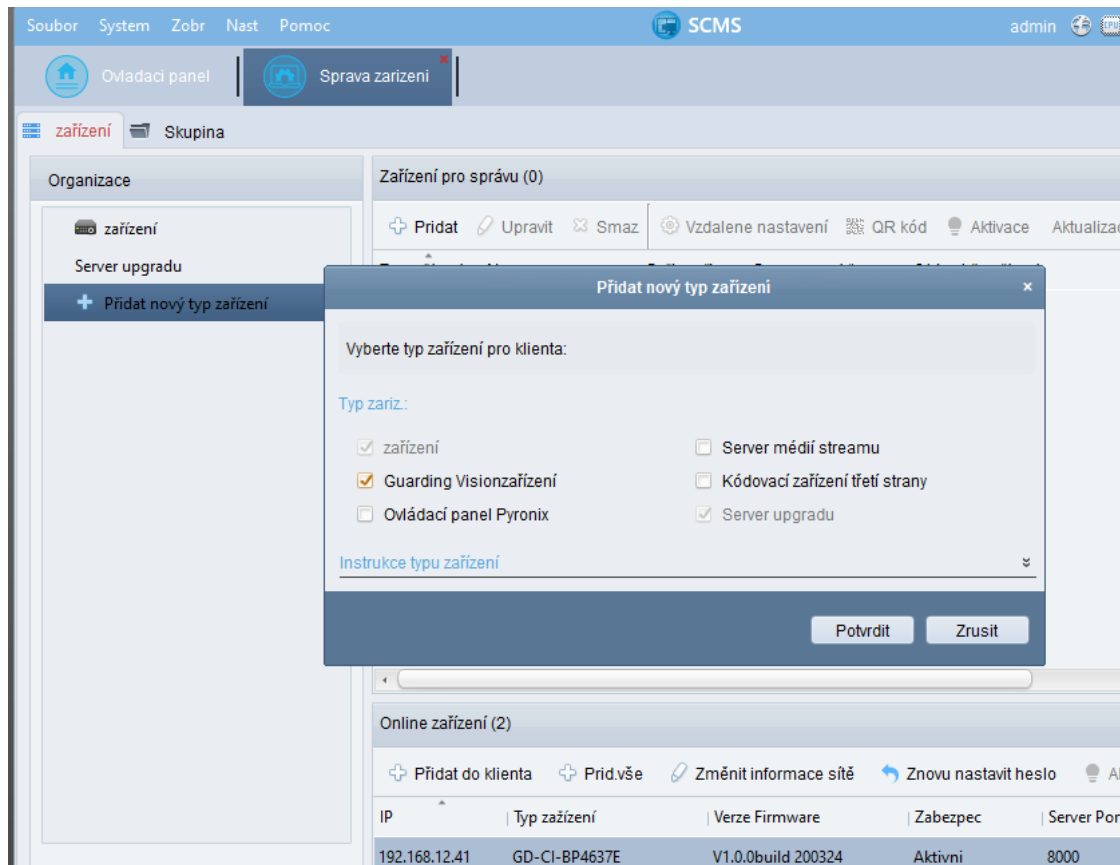 Soubor System Zobr Nast Pomoc SCMS admin
Ovladaci panel Sprava zarizeni
zařízení Skupina
Organizace
Zařízení pro správu (0)
zařízení
Pridat Upravit Smaz Vzdalene nastavení QR kód Aktivace
Server upgradu
Přidat nový typ zařízení
Přidat nový typ zařízení
Vyberte typ zařízení pro klienta:
Typ zariz.:
zařízení Server médií streamu
Guarding Visionzařízení Kódovací zařízení třetí strany
Ovládací panel Pyronix Server upgradu
Instrukce typu zařízení
Potvrdit Zrusit
Online zařízení (2)
Přidat do klienta Prid.vše Změnit informace sítě Znovu nastavit heslo
IP Typ zažízení Verze Firmware Zabezpec Server Por
192.168.12.41 GD-CI-BP4637E V1.0.0build 200324 Aktivni 8000